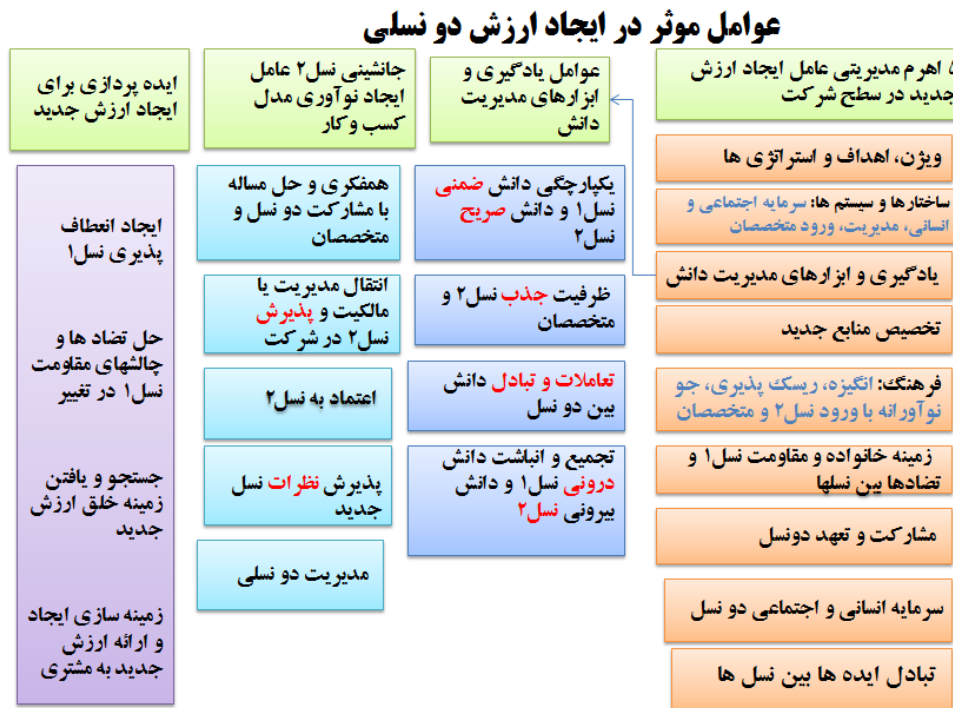 عوامل موثر در ایجاد ارزش دو نسلی
۵ اهرم مدیریتی عامل ایجاد ارزش
جدید در سطح شرکت
ویژن، اهداف و استراتژی ها
ساختارها و سیستم ها: سرمایه اجتماعی و
انسانی، مدیریت، ورود متخصصان
یادگیری و ابزارهای مدیریت دانش
تخصیص منابع جدید
فرهنگ: انگیزه، ریسک پذیری، جو
نوآورانه با ورود نسل۲ و متخصصان
زمینه خانواده و مقاومت نسل۱ و
تضادها بین نسلها
مشارکت و تعهد دونسل
سرمایه انسانی و اجتماعی دو نسل
تبادل ایده ها بین نسل ها
عوامل یادگیری و
ابزارهای مدیریت
دانش
یکپارچگی دانش ضمنی
نسل۱ و دانش صریح
نسل۲
ظرفیت جذب نسل۲ و
متخصصان
تعاملات و تبادل دانش
بین دو نسل
تجمیع و انباشت دانش
درونی نسل۱ و دانش
بیرونی نسل۲
جانشینی نسل۲ عامل
ایجاد نوآوری مدل
کسب وکار
همفکری و حل مساله
با مشارکت دو نسل و
متخصصان
انتقال مدیریت یا
مالکیت و پذیرش
نسل۲ در شرکت
اعتماد به نسل۲
پذیرش نظرات نسل
جدید
مدیریت دو نسلی
ایده پردازی برای
ایجاد ارزش جدید
ایجاد انعطاف
پذیری نسل۱
حل تضاد ها و
چالشهای مقاومت
نسل۱ در تغییر
جستجو و یافتن
زمینه خلق ارزش
جدید
زمینه سازی ایجاد
و ارائه ارزش
جدید به مشتری